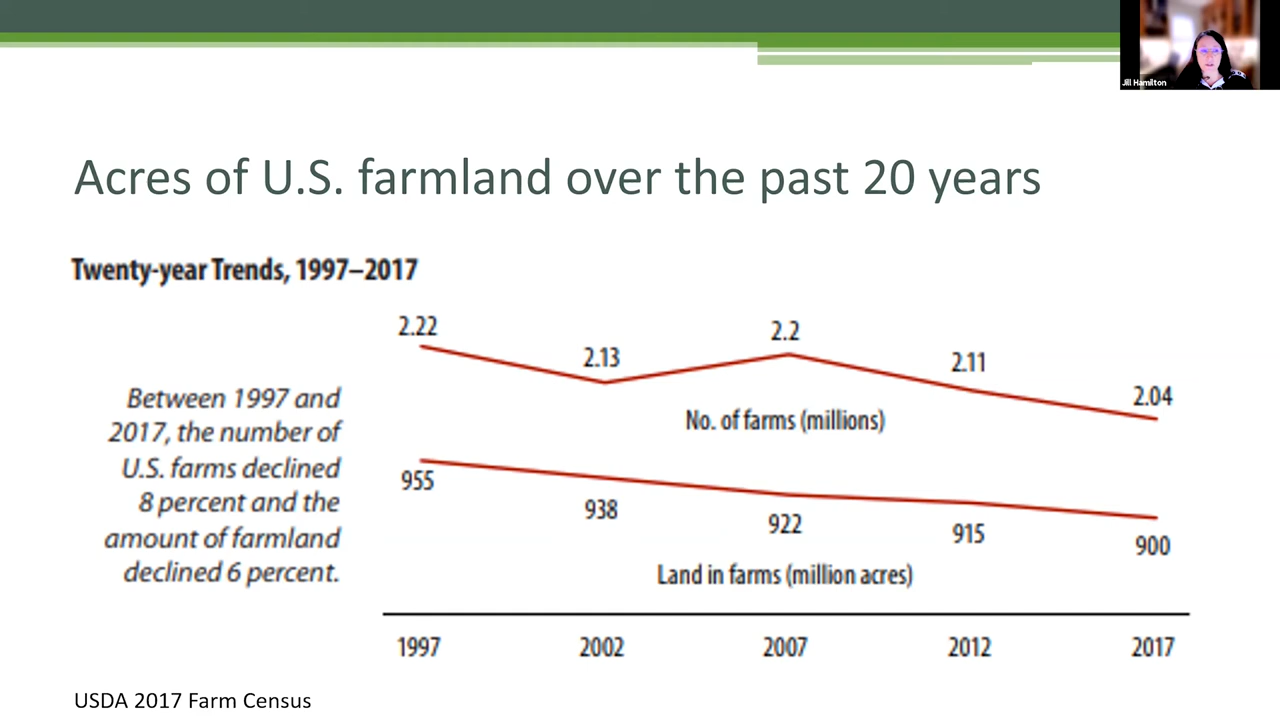 Jill Hamilton
Acres of U.S. farmland over the past 20 years
Twenty-year Trends, 1997–2017
Between 1997 and
2017, the number of
U.S. farms declined
8 percent and the
amount of farmland
declined 6 percent.
2.22
2.13
2.2
2.11
2.04
No. of farms (millions)
955
938
922
915
900
Land in farms (million acres)
1997 2002 2007 2012 2017
USDA 2017 Farm Census